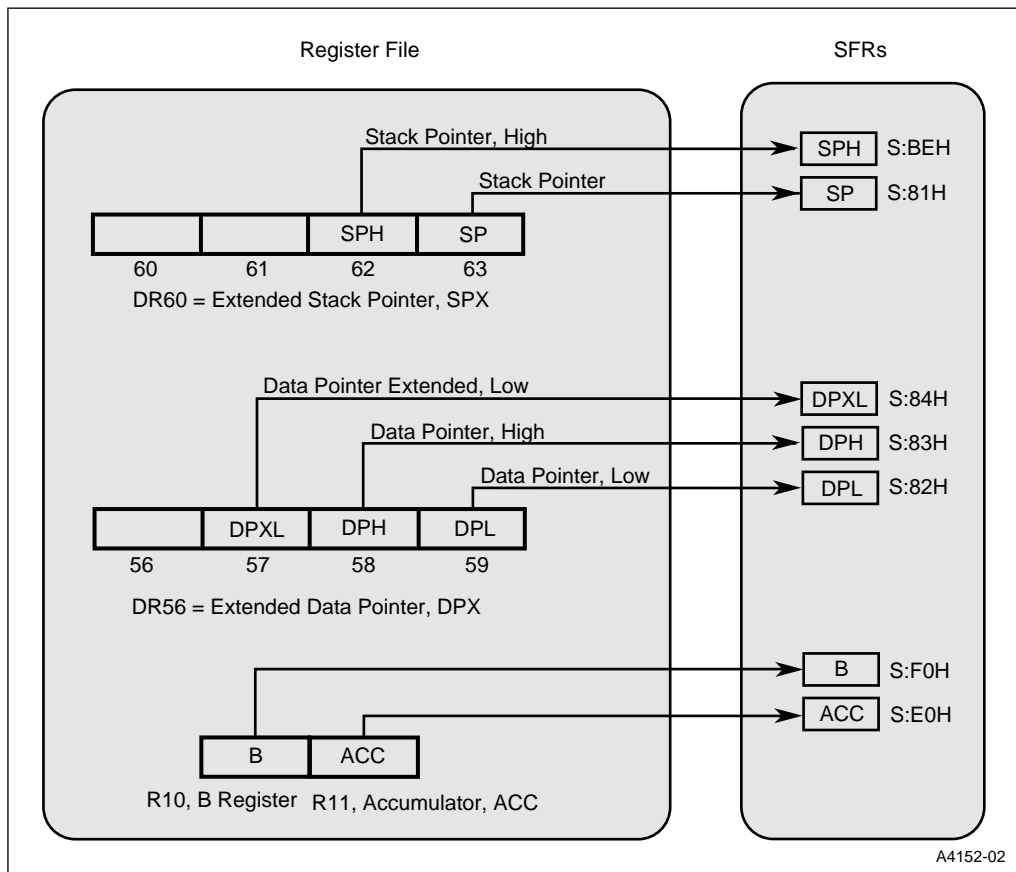 Register File
SFRs
Stack Pointer, High
SPH S:BEH
Stack Pointer
SP S:81H
SPH SP
60 61 62 63
DR60 = Extended Stack Pointer, SPX
Data Pointer Extended, Low
DPXL S:84H
Data Pointer, High
DPH S:83H
Data Pointer, Low
DPL S:82H
DPXL DPH DPL
56 57 58 59
DR56 = Extended Data Pointer, DPX
B S:F0H
ACC S:E0H
B ACC
R10, B Register R11, Accumulator, ACC
A4152-02